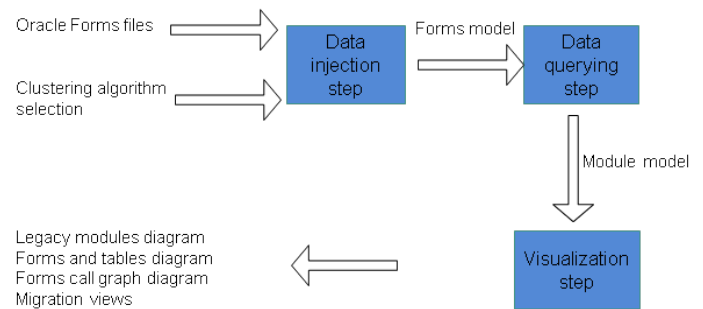 Oracle Forms files
Clustering algorithm
selection
Data
injection
step
Forms model
Data
querying
step
Module model
Visualization
step
Legacy modules diagram
Forms and tables diagram
Forms call graph diagram
Migration views